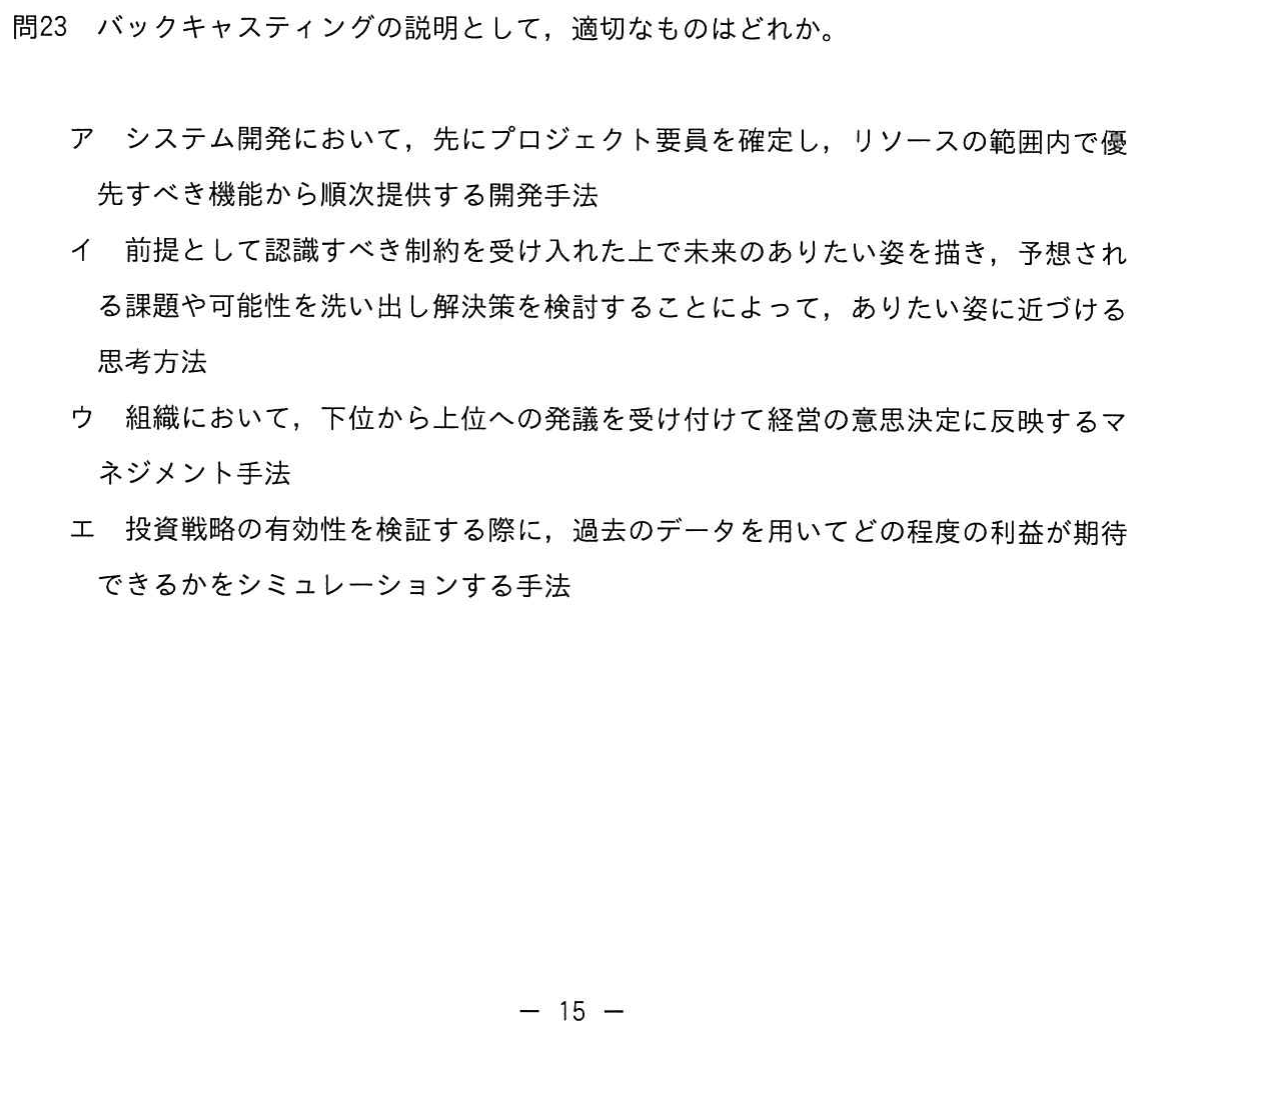 問23　バックキャスティングの説明として，適切なものはどれか。
ア　システム開発において，先にプロジェクト要員を確定し，リソースの範囲内で優
先すべき機能から順次提供する開発手法
イ　前提として認識すべき制約を受け入れた上で未来のありたい姿を描き，予想され
る課題や可能性を洗い出し解決策を検討することによって，ありたい姿に近づける
思考方法
ウ　組織において，下位から上位への発議を受け付けて経営の意思決定に反映するマ
ネジメント手法
エ　投資戦略の有効性を検証する際に，過去のデータを用いてどの程度の利益が期待
できるかをシミュレーションする手法
－ 15 －